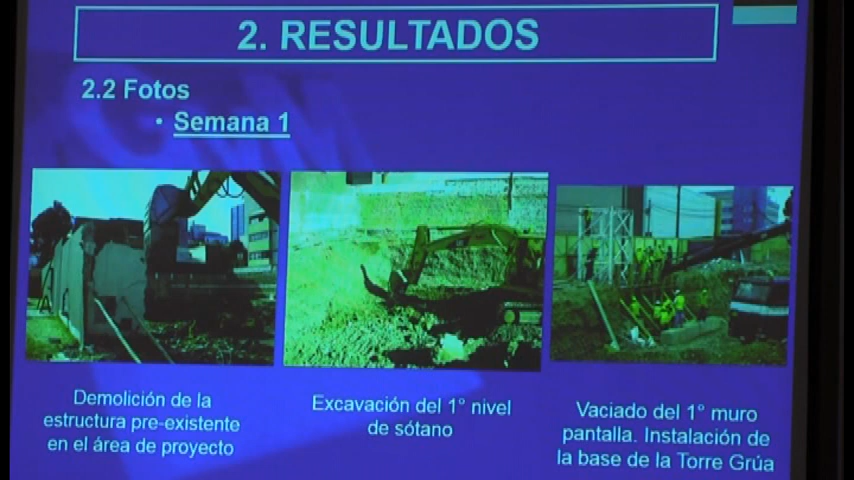 2. RESULTADOS
2.2 Fotos
• Semana 1
Demolición de la
estructura pre-existente
en el área de proyecto
Excavación del 1° nivel
de sótano
Vaciado del 1° muro
pantalla. Instalación de
la base de la Torre Grúa